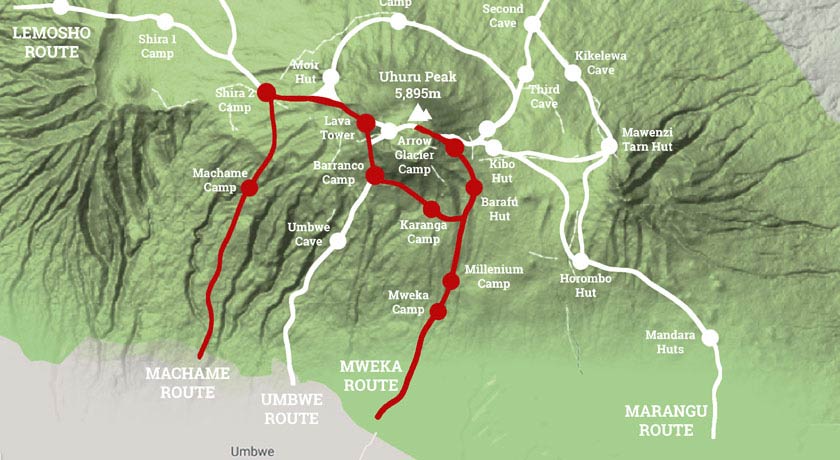 Camp
Second
Cave
LEMOSHO
ROUTE
Shira 1
Camp
Kikelewa
Cave
Moir
Hut
Uhuru Peak
5,895m
Shira 2
Camp
Third
Cave
Lava
Tower
Arrow
Glacier
Camp
Mawenzi
Tarn Hut
Kibo
Hut
Machame
Camp
Barranco
Camp
Barafu
Hut
Umbwe
Cave
Karanga
Camp
Millenium
Camp
Horombo
Hut
Mweka
Camp
Mandara
Huts
MACHAME
ROUTE
MWEKA
ROUTE
UMBWE
ROUTE
MARANGU
ROUTE
Umbwe